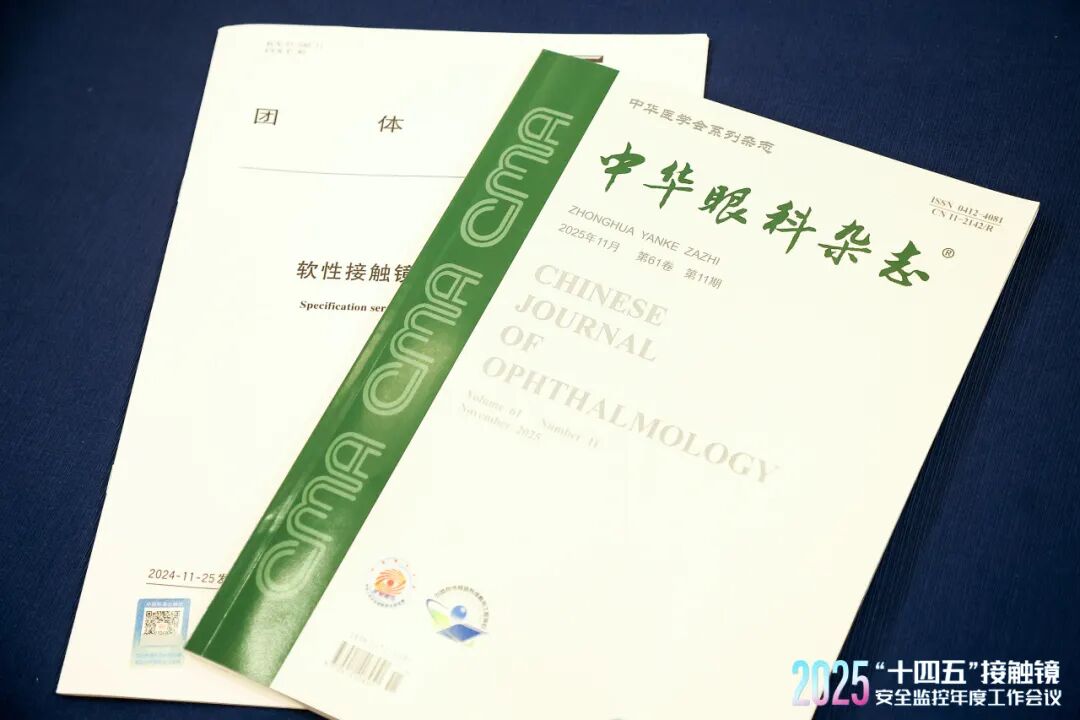 团 体
软性接触镜
Specification ser
2024-11-25发
CMA CMA CMA CMA
中华医学会系列杂志
中华眼科杂志®
ISSN 0412-4081
CN 11-2142/R
ZHONGHUA YANKE ZAZHI
2025年11月 第61卷 第11期
CHINESE
JOURNAL
OF
OPHTHALMOLOGY
Volume 61 Number 11
November 2025
2025 “十四五”接触镜
安全监控年度工作会议